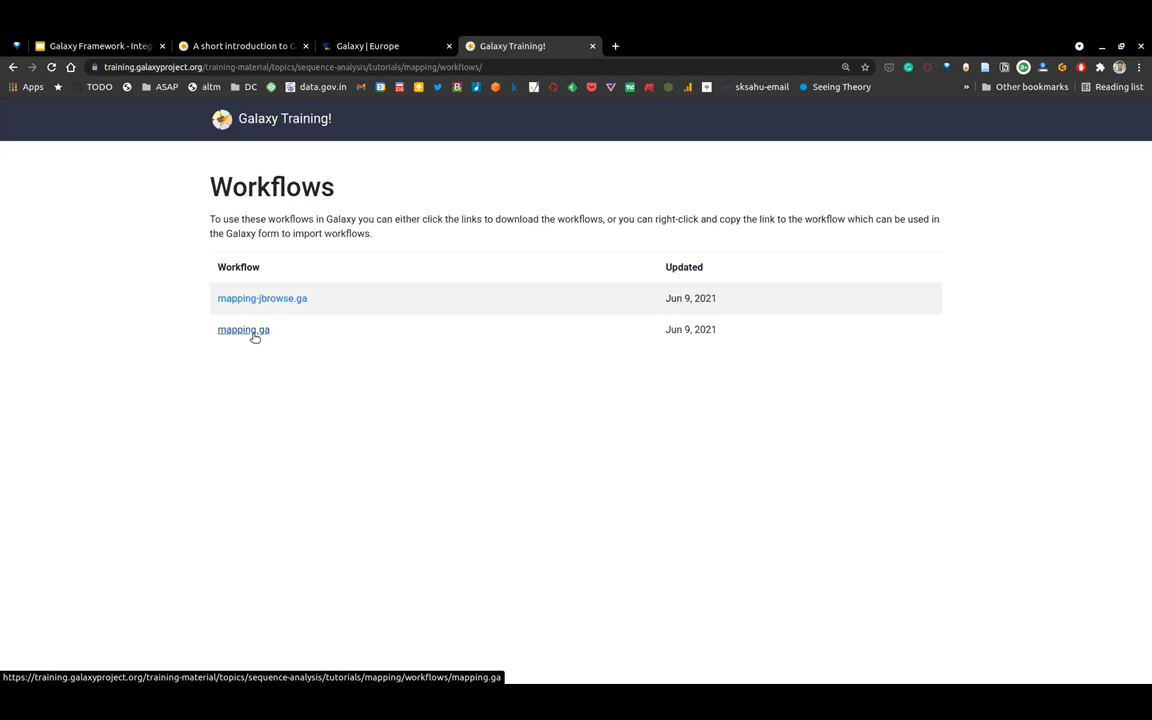 Galaxy Framework - Integ
A short introduction to G
Galaxy | Europe
Galaxy Training!
training.galaxyproject.org/training-material/topics/sequence-analysis/tutorials/mapping/workflows/
Apps
TODO
ASAP
altm
DC
data.gov.in
sksahu-email
Seeing Theory
»
Other bookmarks
Reading list
Galaxy Training!
Workflows
To use these workflows in Galaxy you can either click the links to download the workflows, or you can right-click and copy the link to the workflow which can be used in
the Galaxy form to import workflows.
Workflow Updated
mapping-jbrowse.ga Jun 9, 2021
mapping.ga Jun 9, 2021
https://training.galaxyproject.org/training-material/topics/sequence-analysis/tutorials/mapping/workflows/mapping.ga